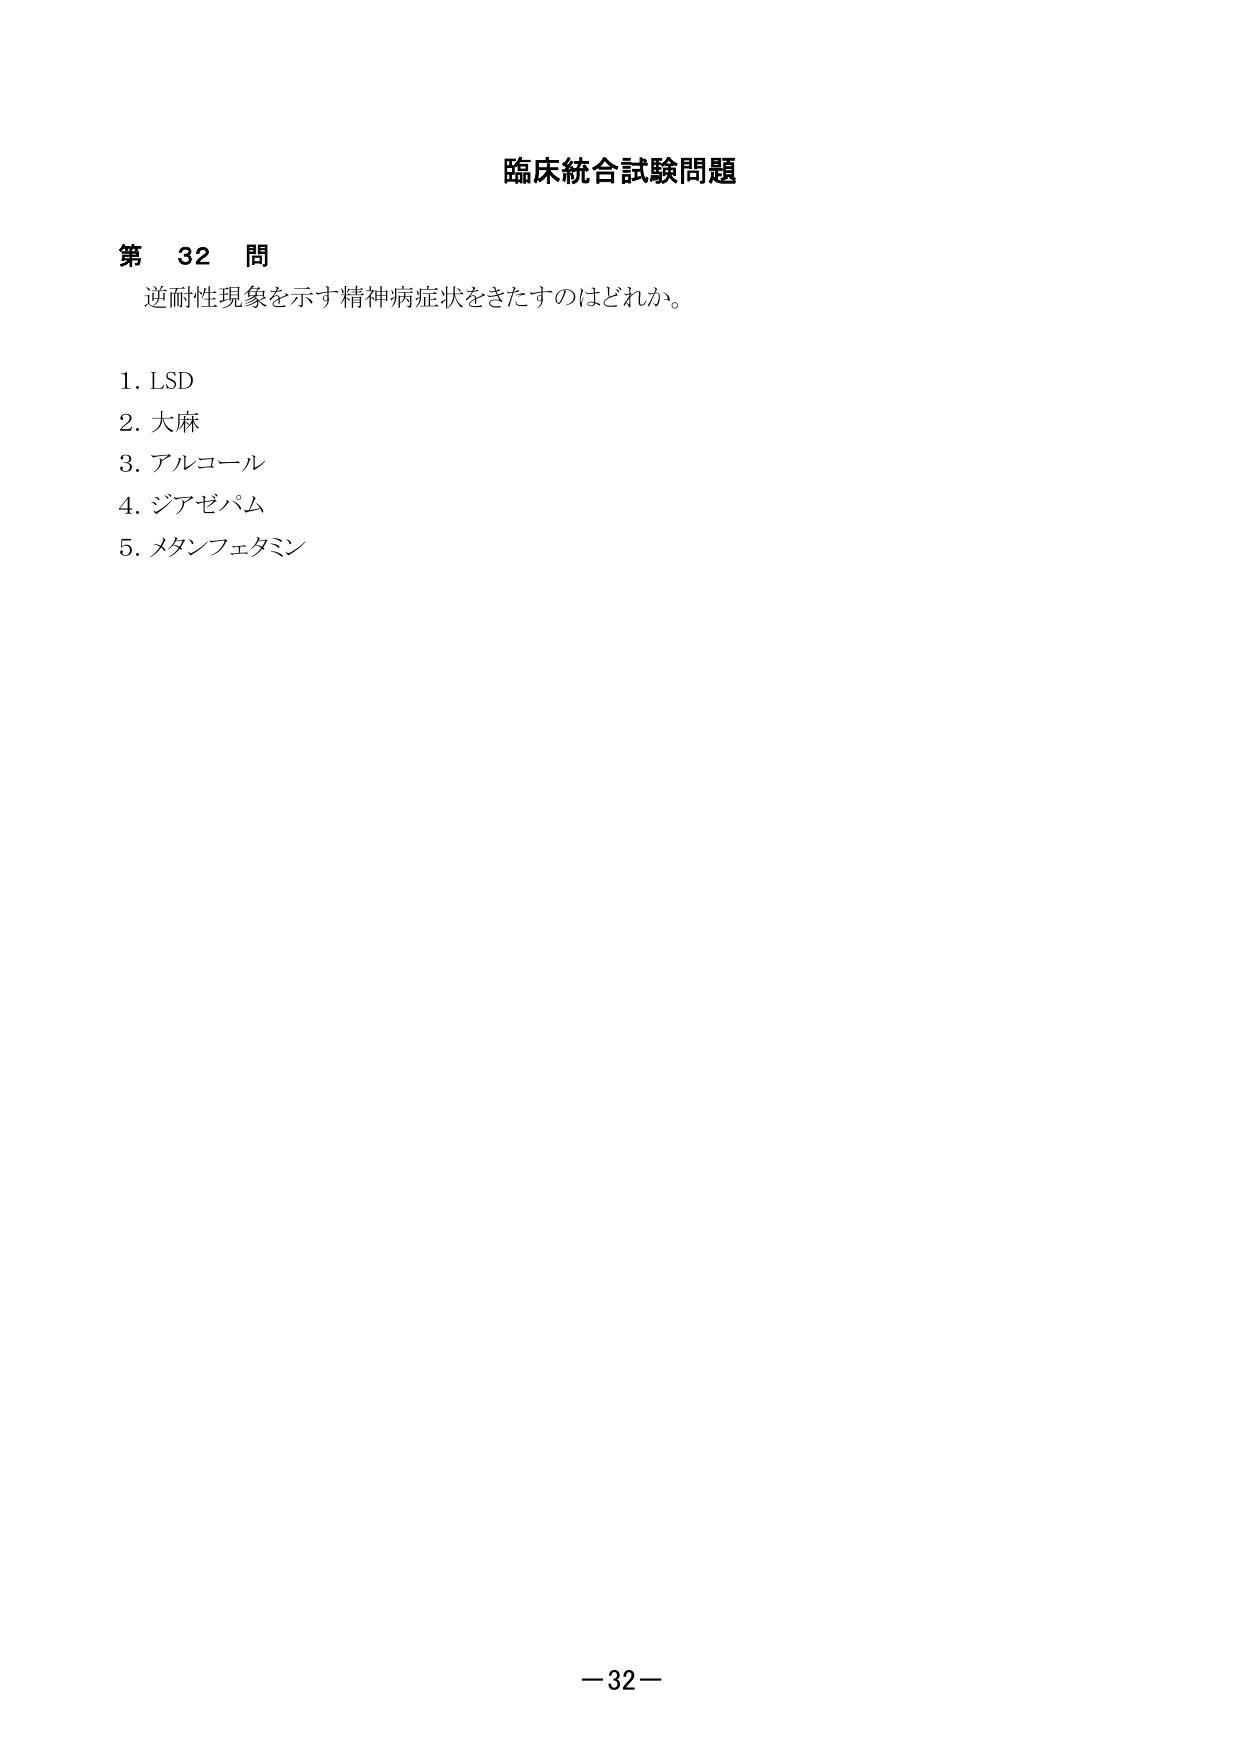 臨床統合試験問題
第　32　問
逆耐性現象を示す精神病症状をきたすのはどれか。
1. LSD
2. 大麻
3. アルコール
4. ジアゼパム
5. メタンフェタミン
－32－